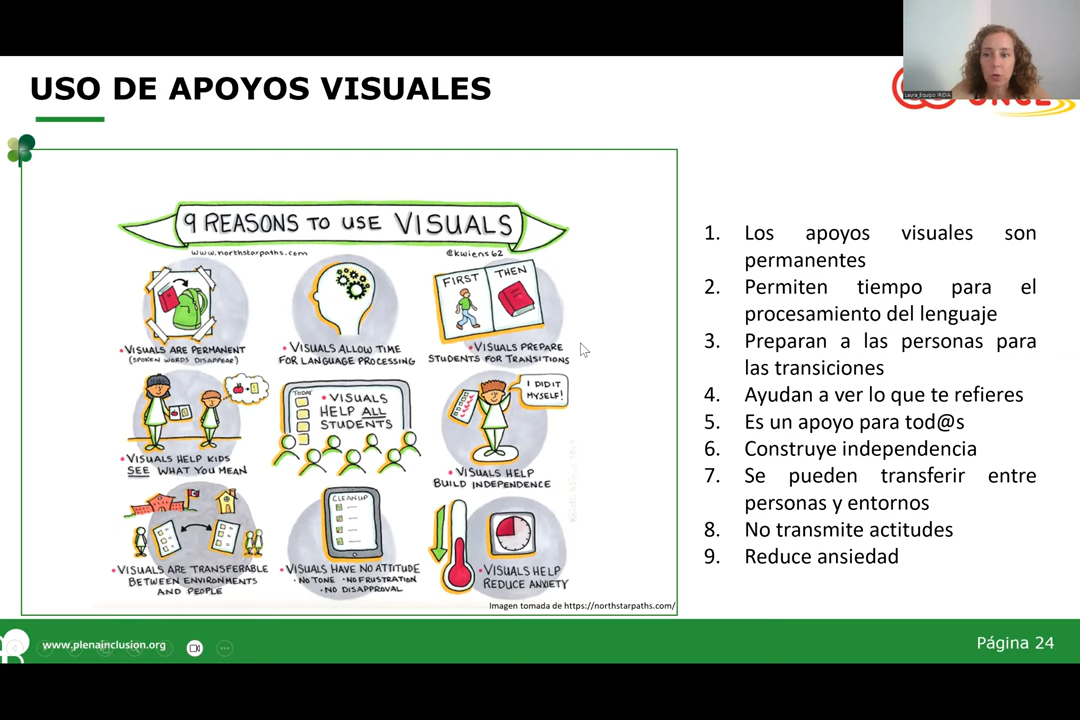 USO DE APOYOS VISUALES
Laura_Equipo IRIDIA
ONCE
9 REASONS TO USE VISUALS
www.northstarpaths.com
@kwiens62
FIRST
THEN
• VISUALS ARE PERMANENT
(SPOKEN WORDS DISAPPEAR)
• VISUALS ALLOW TIME
FOR LANGUAGE PROCESSING
• VISUALS PREPARE
STUDENTS FOR TRANSITIONS
• VISUALS HELP KIDS
SEE WHAT YOU MEAN
TODAY
• VISUALS
HELP ALL
STUDENTS
I DID IT
MYSELF!
• VISUALS HELP
BUILD INDEPENDENCE
• VISUALS ARE TRANSFERABLE
BETWEEN ENVIRONMENTS
AND PEOPLE
CLEAN UP
• VISUALS HAVE NO ATTITUDE
• NO TONE • NO FRUSTRATION
• NO DISAPPROVAL
• VISUALS HELP
REDUCE ANXIETY
Imagen tomada de https://northstarpaths.com/
1. Los apoyos visuales son
permanentes
2. Permiten tiempo para el
procesamiento del lenguaje
3. Preparan a las personas para
las transiciones
4. Ayudan a ver lo que te refieres
5. Es un apoyo para tod@s
6. Construye independencia
7. Se pueden transferir entre
personas y entornos
8. No transmite actitudes
9. Reduce ansiedad
www.plenainclusion.org
Página 24